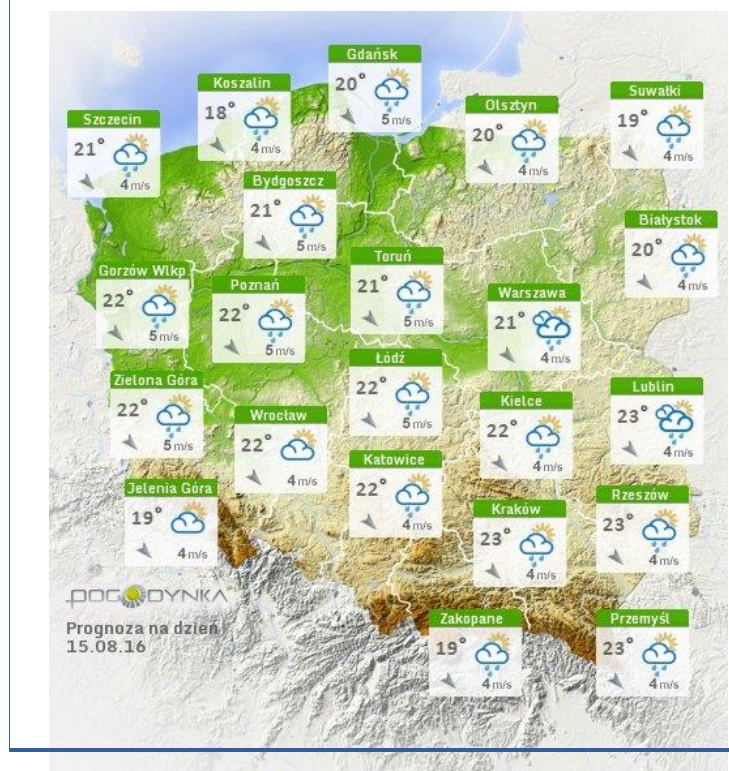 Gdańsk
20°
5 m/s
Koszalin
18°
4 m/s
Suwałki
19°
4 m/s
Olsztyn
20°
4 m/s
Szczecin
21°
4 m/s
Bydgoszcz
21°
5 m/s
Białystok
20°
4 m/s
Toruń
21°
5 m/s
Gorzów Wlkp.
22°
5 m/s
Poznań
22°
5 m/s
Warszawa
21°
4 m/s
Łódź
22°
5 m/s
Zielona Góra
22°
5 m/s
Lublin
23°
4 m/s
Kielce
22°
4 m/s
Wrocław
22°
4 m/s
Katowice
22°
4 m/s
Jelenia Góra
19°
4 m/s
Rzeszów
23°
4 m/s
Kraków
23°
4 m/s
POGODYNKA
Prognoza na dzień
15.08.16
Zakopane
19°
4 m/s
Przemyśl
23°
4 m/s